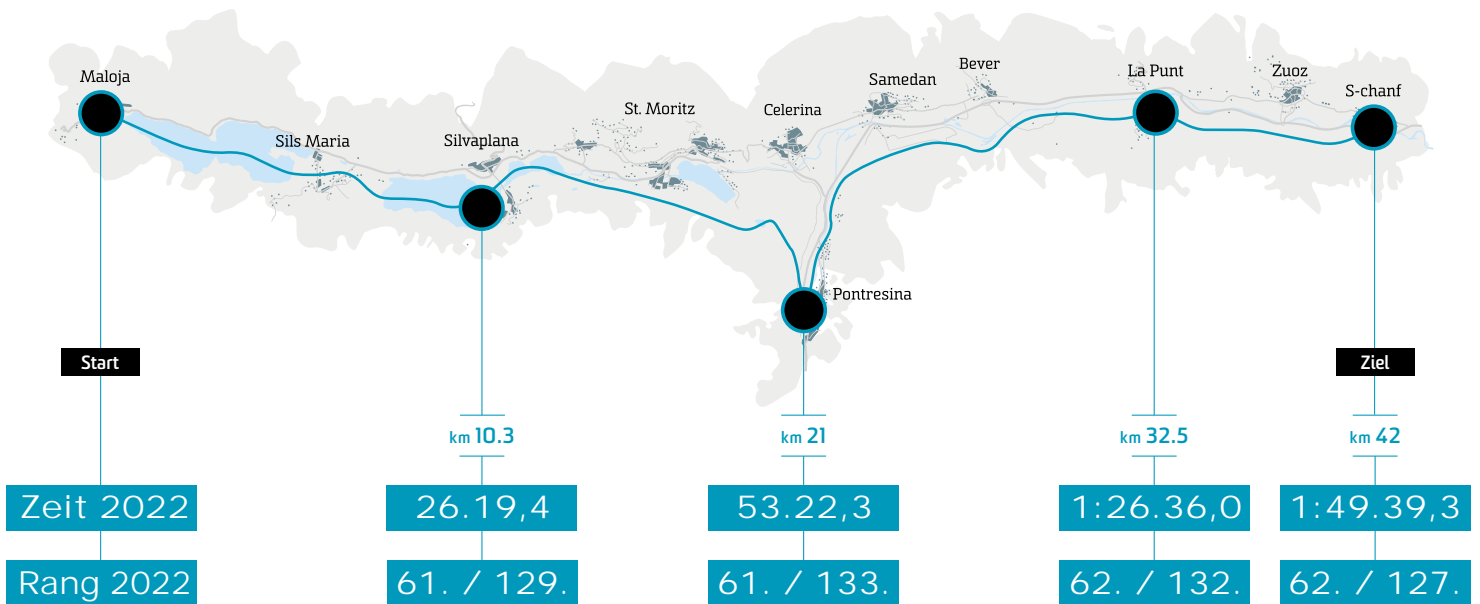 Maloja
Sils Maria
Silvaplana
St. Moritz
Celerina
Samedan
Bever
La Punt
Zuoz
S-chanf
Pontresina
Start
Ziel
km 10.3
km 21
km 32.5
km 42
Zeit 2022 26.19,4 53.22,3 1:26.36,0 1:49.39,3
Rang 2022 61. / 129. 61. / 133. 62. / 132. 62. / 127.